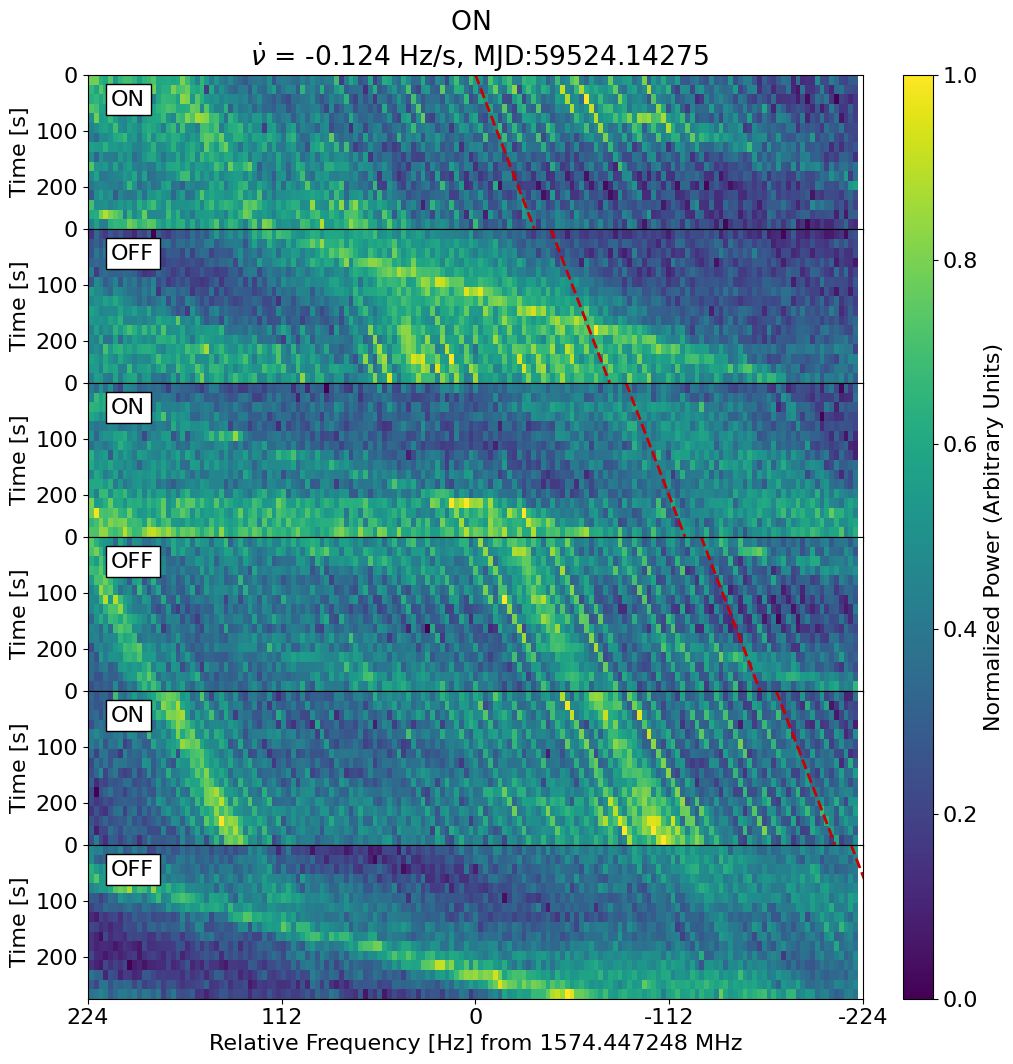 ON
ν̇ = -0.124 Hz/s, MJD:59524.14275
0
ON
100
200
Time [s]
0
OFF
100
200
Time [s]
0
ON
100
200
Time [s]
0
OFF
100
200
Time [s]
0
ON
100
200
Time [s]
0
OFF
100
200
Time [s]
224 112 0 -112 -224
Relative Frequency [Hz] from 1574.447248 MHz
1.0
0.8
0.6
0.4
0.2
0.0
Normalized Power (Arbitrary Units)